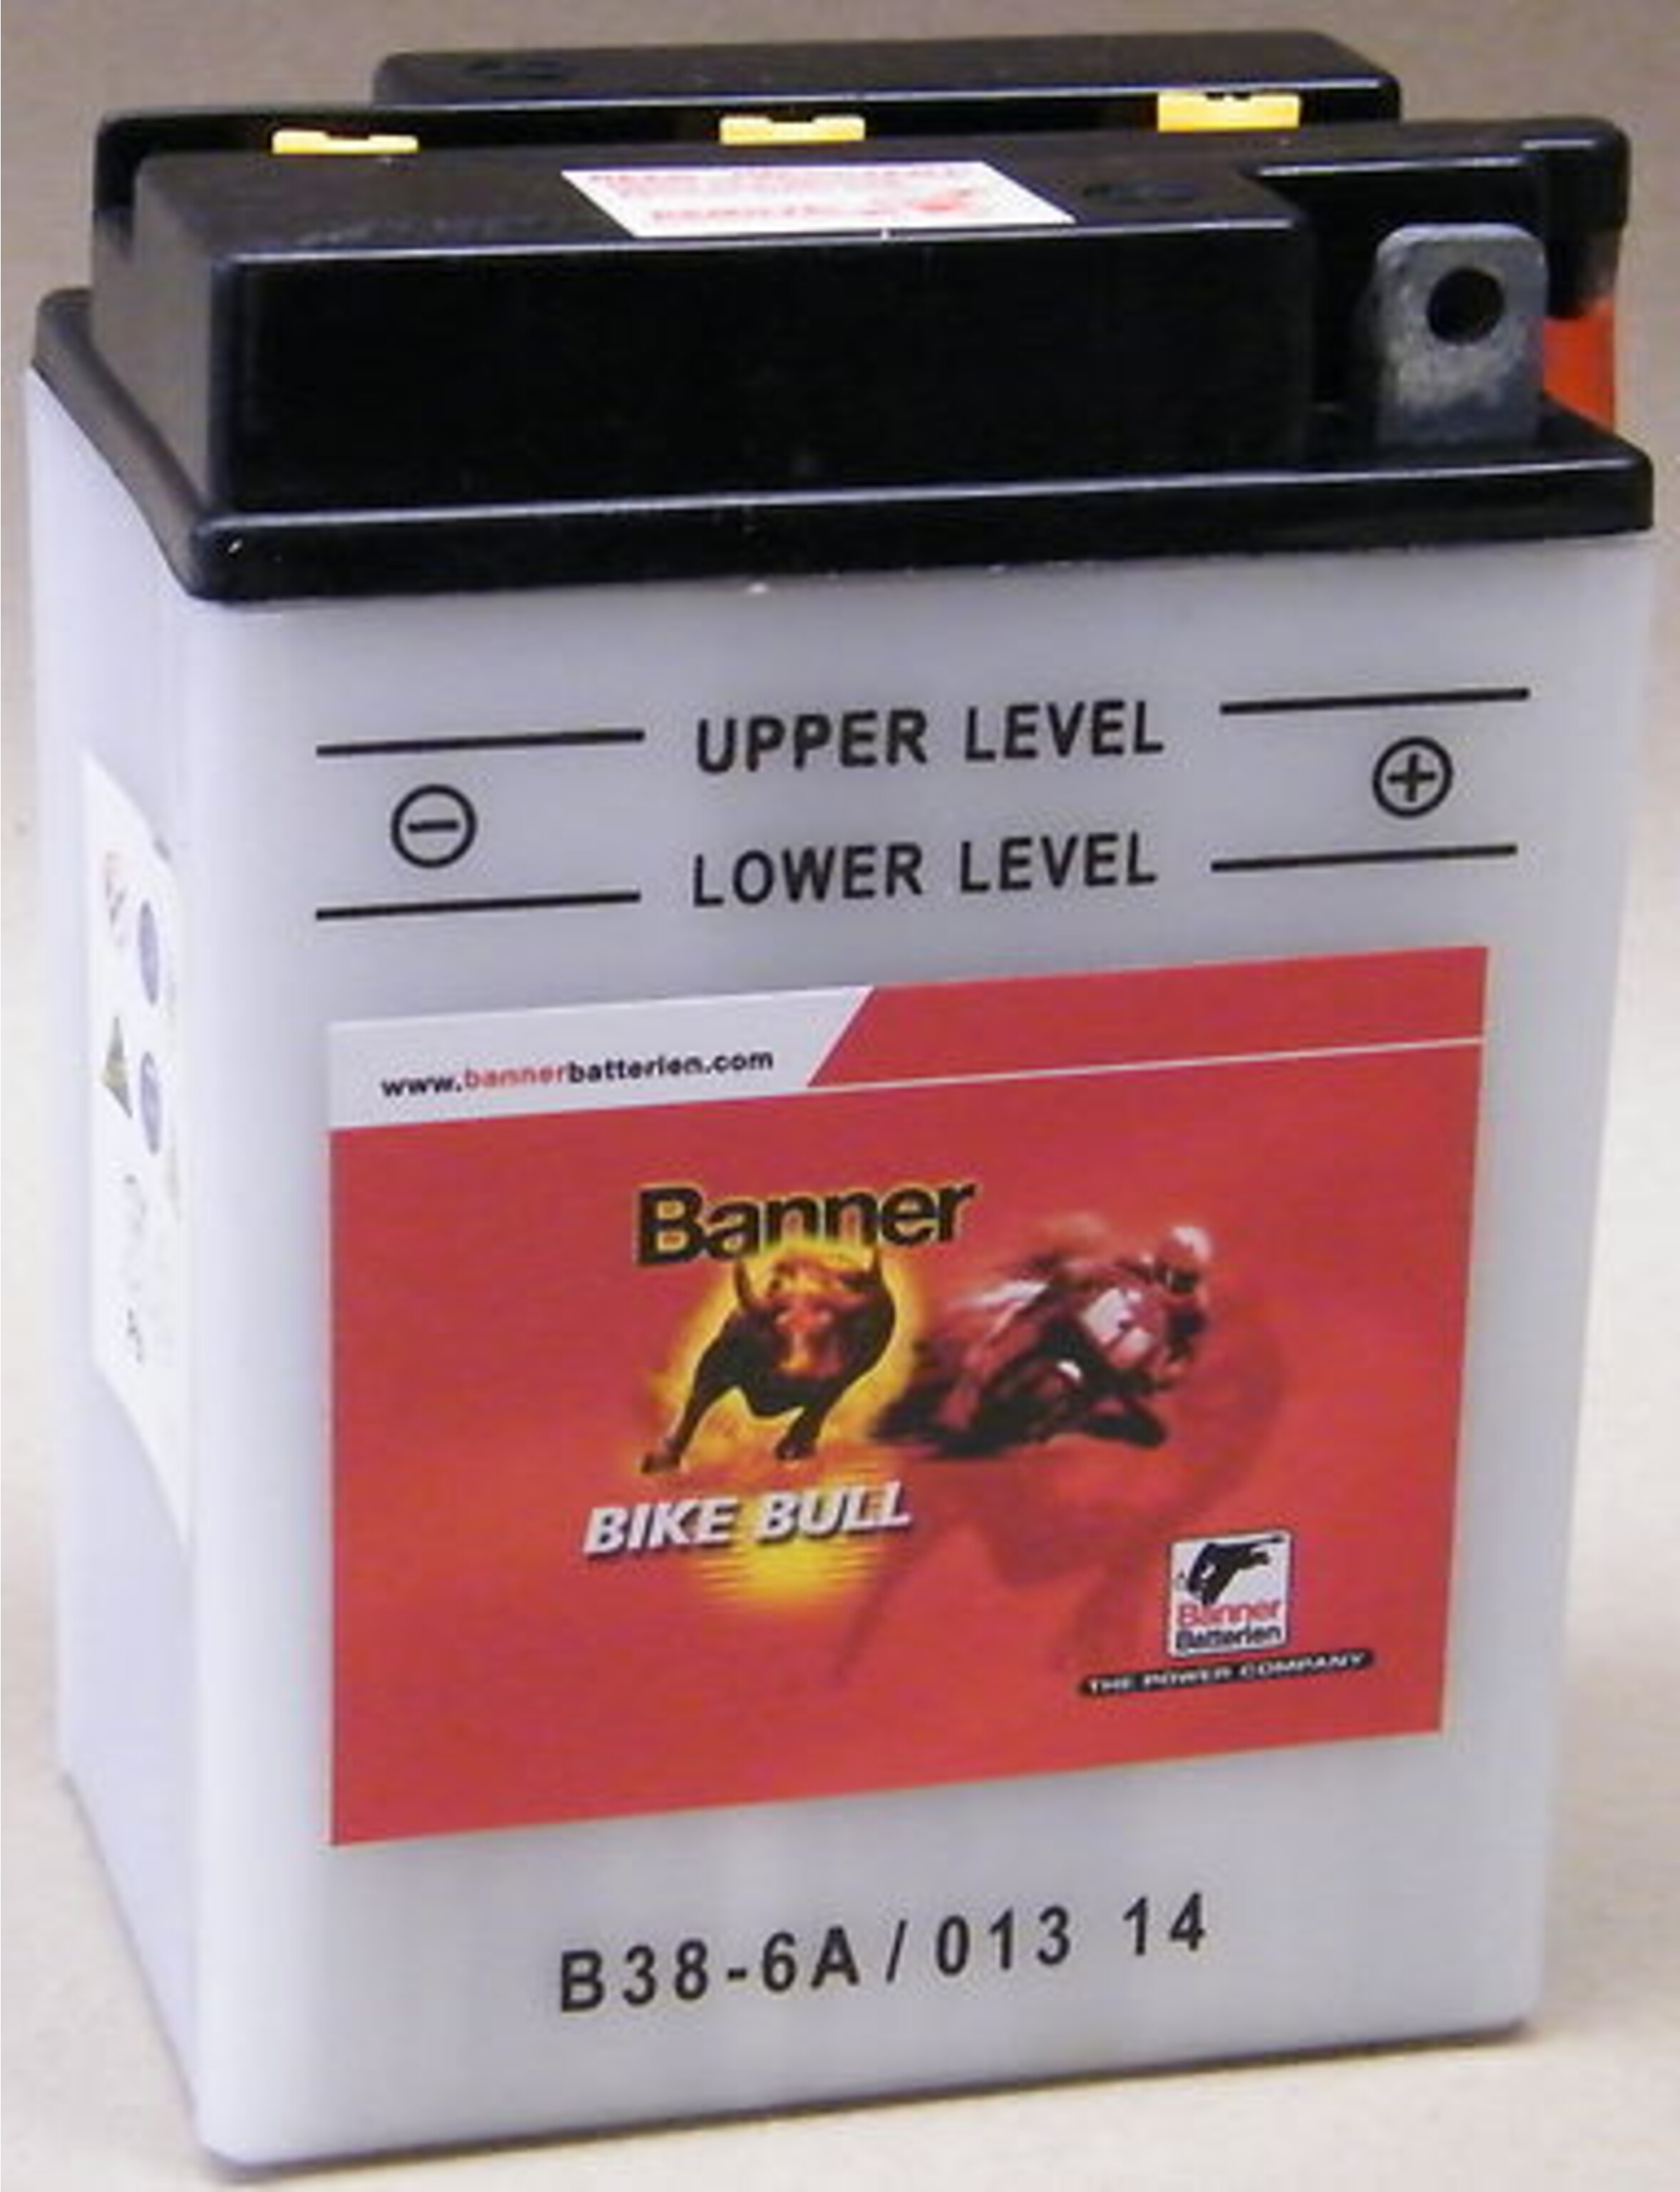 UPPER LEVEL
LOWER LEVEL
www.bannerbatterien.com
Banner
BIKE BULL
Banner
Batterien
THE POWER COMPANY
B38-6A/013 14